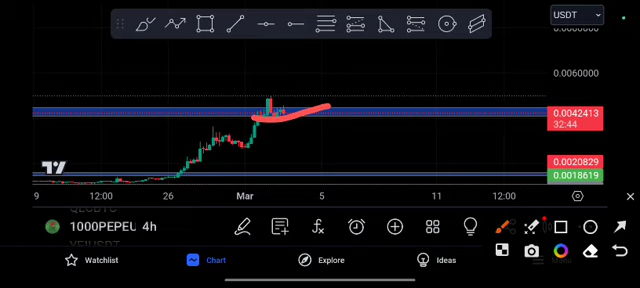 USDT
0.0060000
0.0042413
32:44
0.0020829
0.0018619
9 12:00 26 Mar 5 11 12:00
1000PEPEU 4h
Watchlist Chart Explore Ideas